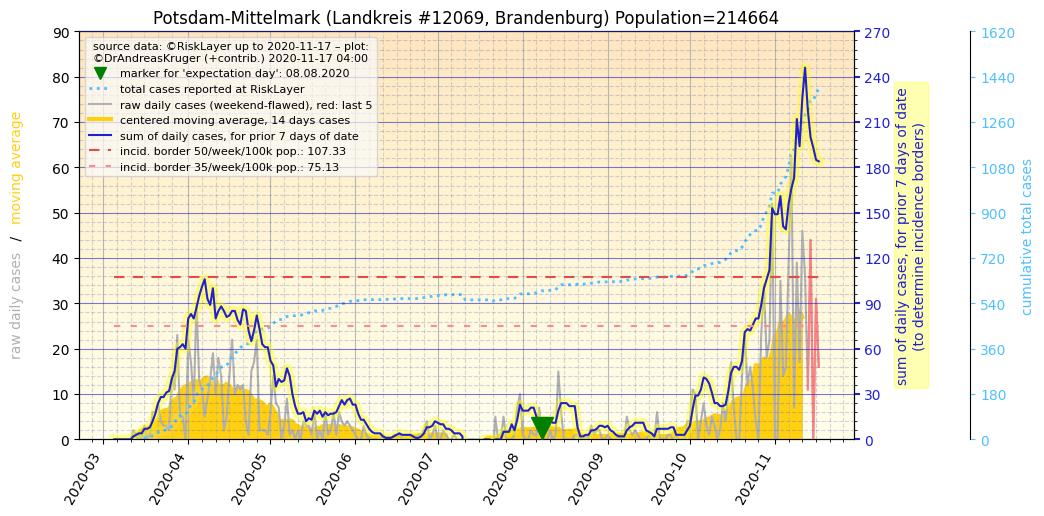 Potsdam-Mittelmark (Landkreis #12069, Brandenburg) Population=214664
source data: ©RiskLayer up to 2020-11-17 – plot:
©DrAndreasKruger (+contrib.) 2020-11-17 04:00
marker for 'expectation day': 08.08.2020
total cases reported at RiskLayer
raw daily cases (weekend-flawed), red: last 5
centered moving average, 14 days cases
sum of daily cases, for prior 7 days of date
incid. border 50/week/100k pop.: 107.33
incid. border 35/week/100k pop.: 75.13
raw daily cases / moving average
90
80
70
60
50
40
30
20
10
0
2020-03
2020-04
2020-05
2020-06
2020-07
2020-08
2020-09
2020-10
2020-11
270
240
210
180
150
120
90
60
30
0
sum of daily cases, for prior 7 days of date
(to determine incidence borders)
1620
1440
1260
1080
900
720
540
360
180
0
cumulative total cases